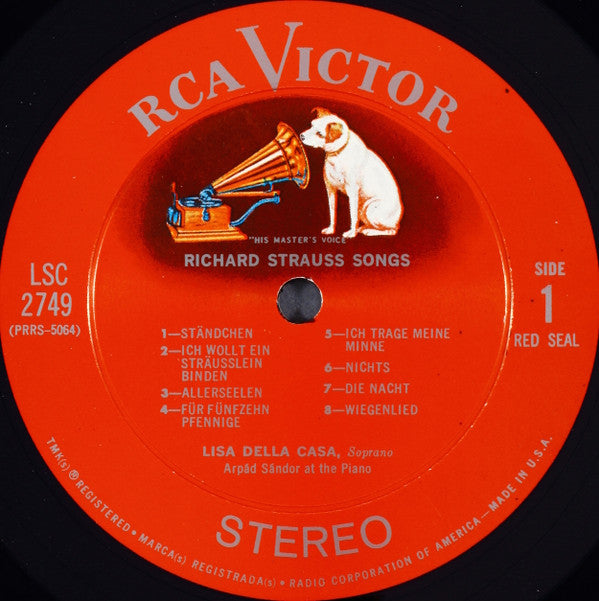 RCA VICTOR
"HIS MASTER'S VOICE"
RICHARD STRAUSS SONGS
LSC
2749
(PRRS-5064)
SIDE
1
RED SEAL
1—STÄNDCHEN
2—ICH WOLLT EIN
STRÄUSSLEIN
BINDEN
3—ALLERSEELEN
4—FÜR FÜNFZEHN
PFENNIGE
5—ICH TRAGE MEINE
MINNE
6—NICHTS
7—DIE NACHT
8—WIEGENLIED
LISA DELLA CASA, Soprano
Arpád Sándor at the Piano
STEREO
TMK(s) ® REGISTERED • MARCA(s) REGISTRADA(s) • RADIO CORPORATION OF AMERICA—MADE IN U.S.A.